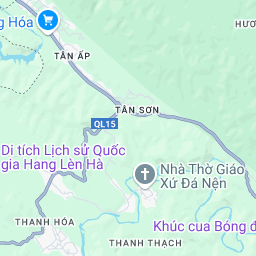 g Hóa
HƯƠ
TÂN ẤP
TÂN SƠN
QL15
Di tích Lịch sử Quốc
gia Hang Lèn Hà
Nhà Thờ Giáo
Xứ Đá Nện
THANH HÓA
Khúc cua Bóng đ
THANH THẠCH